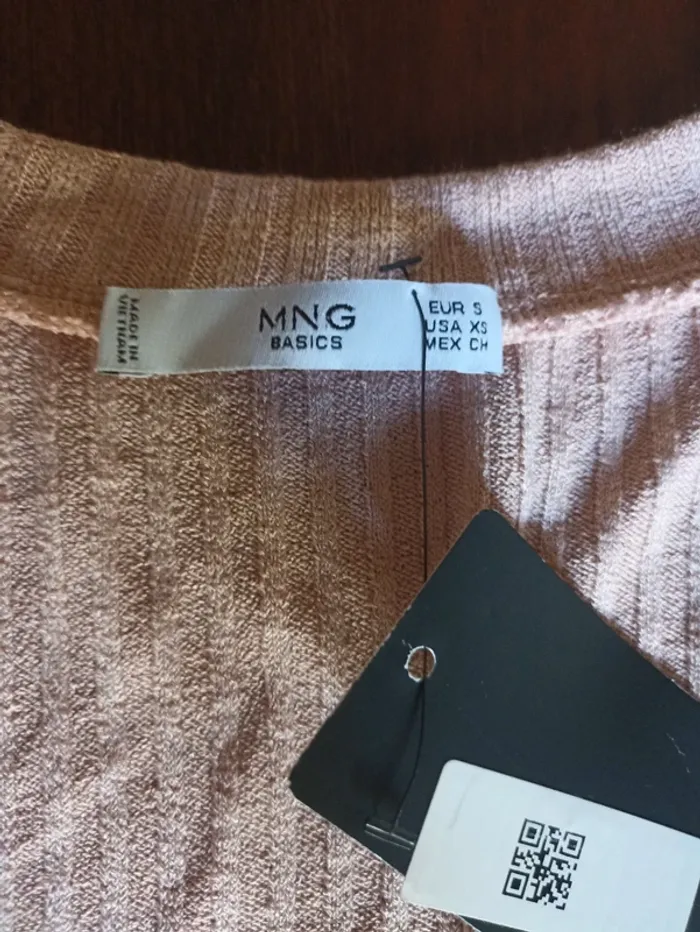 MADE IN
VIETNAM
MNG
BASICS
EUR S
USA XS
MEX CH